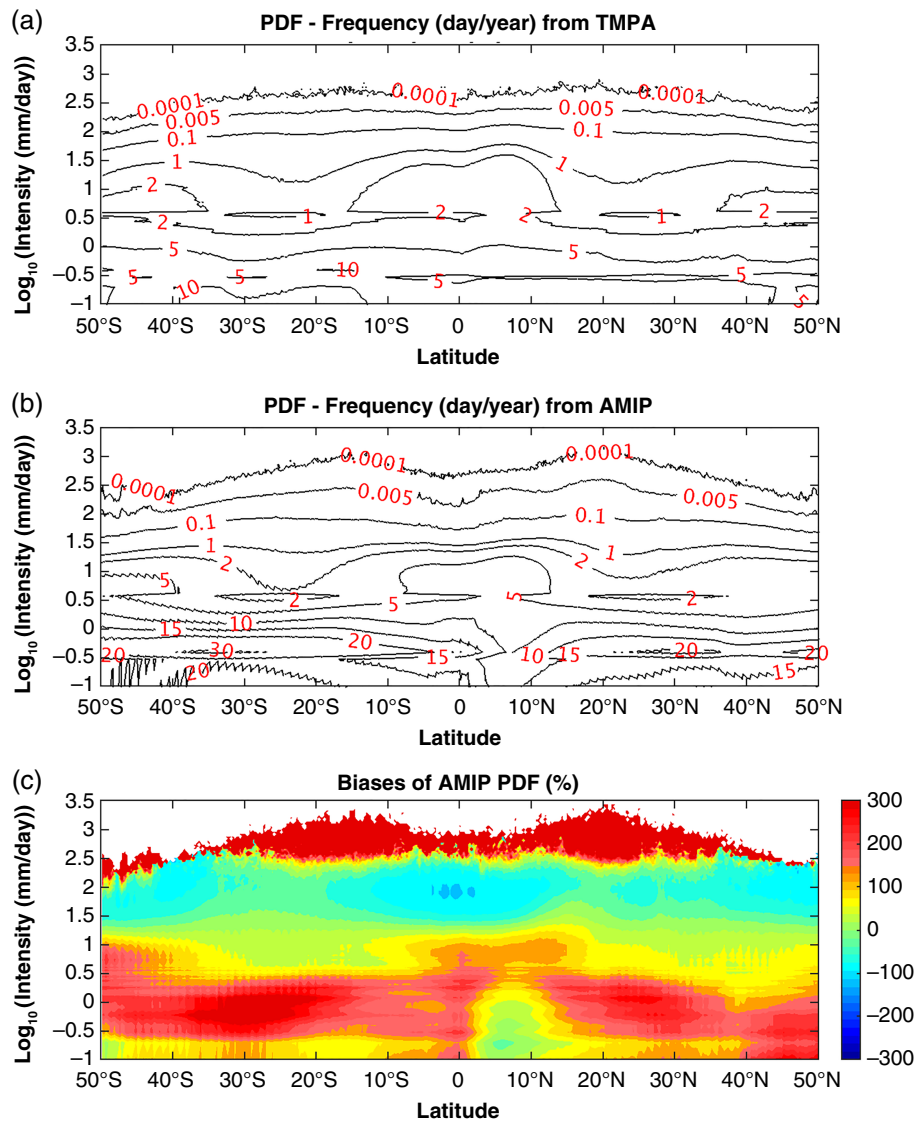 (a)
PDF - Frequency (day/year) from TMPA
3.5
3
2.5
2
1.5
1
0.5
0
−0.5
−1
Log10 (Intensity (mm/day))
0.0001 0.0001 0.0001
0.005 0.005
0.1 0.1
1 1
2
2 1 2 2 1 2
5 5
5 5 10 5 5
10 5
50°S 40°S 30°S 20°S 10°S 0 10°N 20°N 30°N 40°N 50°N
Latitude
(b)
PDF - Frequency (day/year) from AMIP
3.5
3
2.5
2
1.5
1
0.5
0
−0.5
−1
Log10 (Intensity (mm/day))
0.0001 0.0001 0.0001
0.005 0.005
0.1 0.1
1 1
2 2
5 2 5 5 2
10
15 20
20 30 15 10 15 20 20
20 15
50°S 40°S 30°S 20°S 10°S 0 10°N 20°N 30°N 40°N 50°N
Latitude
(c)
Biases of AMIP PDF (%)
3.5
3
2.5
2
1.5
1
0.5
0
−0.5
−1
Log10 (Intensity (mm/day))
50°S 40°S 30°S 20°S 10°S 0 10°N 20°N 30°N 40°N 50°N
Latitude
300
200
100
0
−100
−200
−300